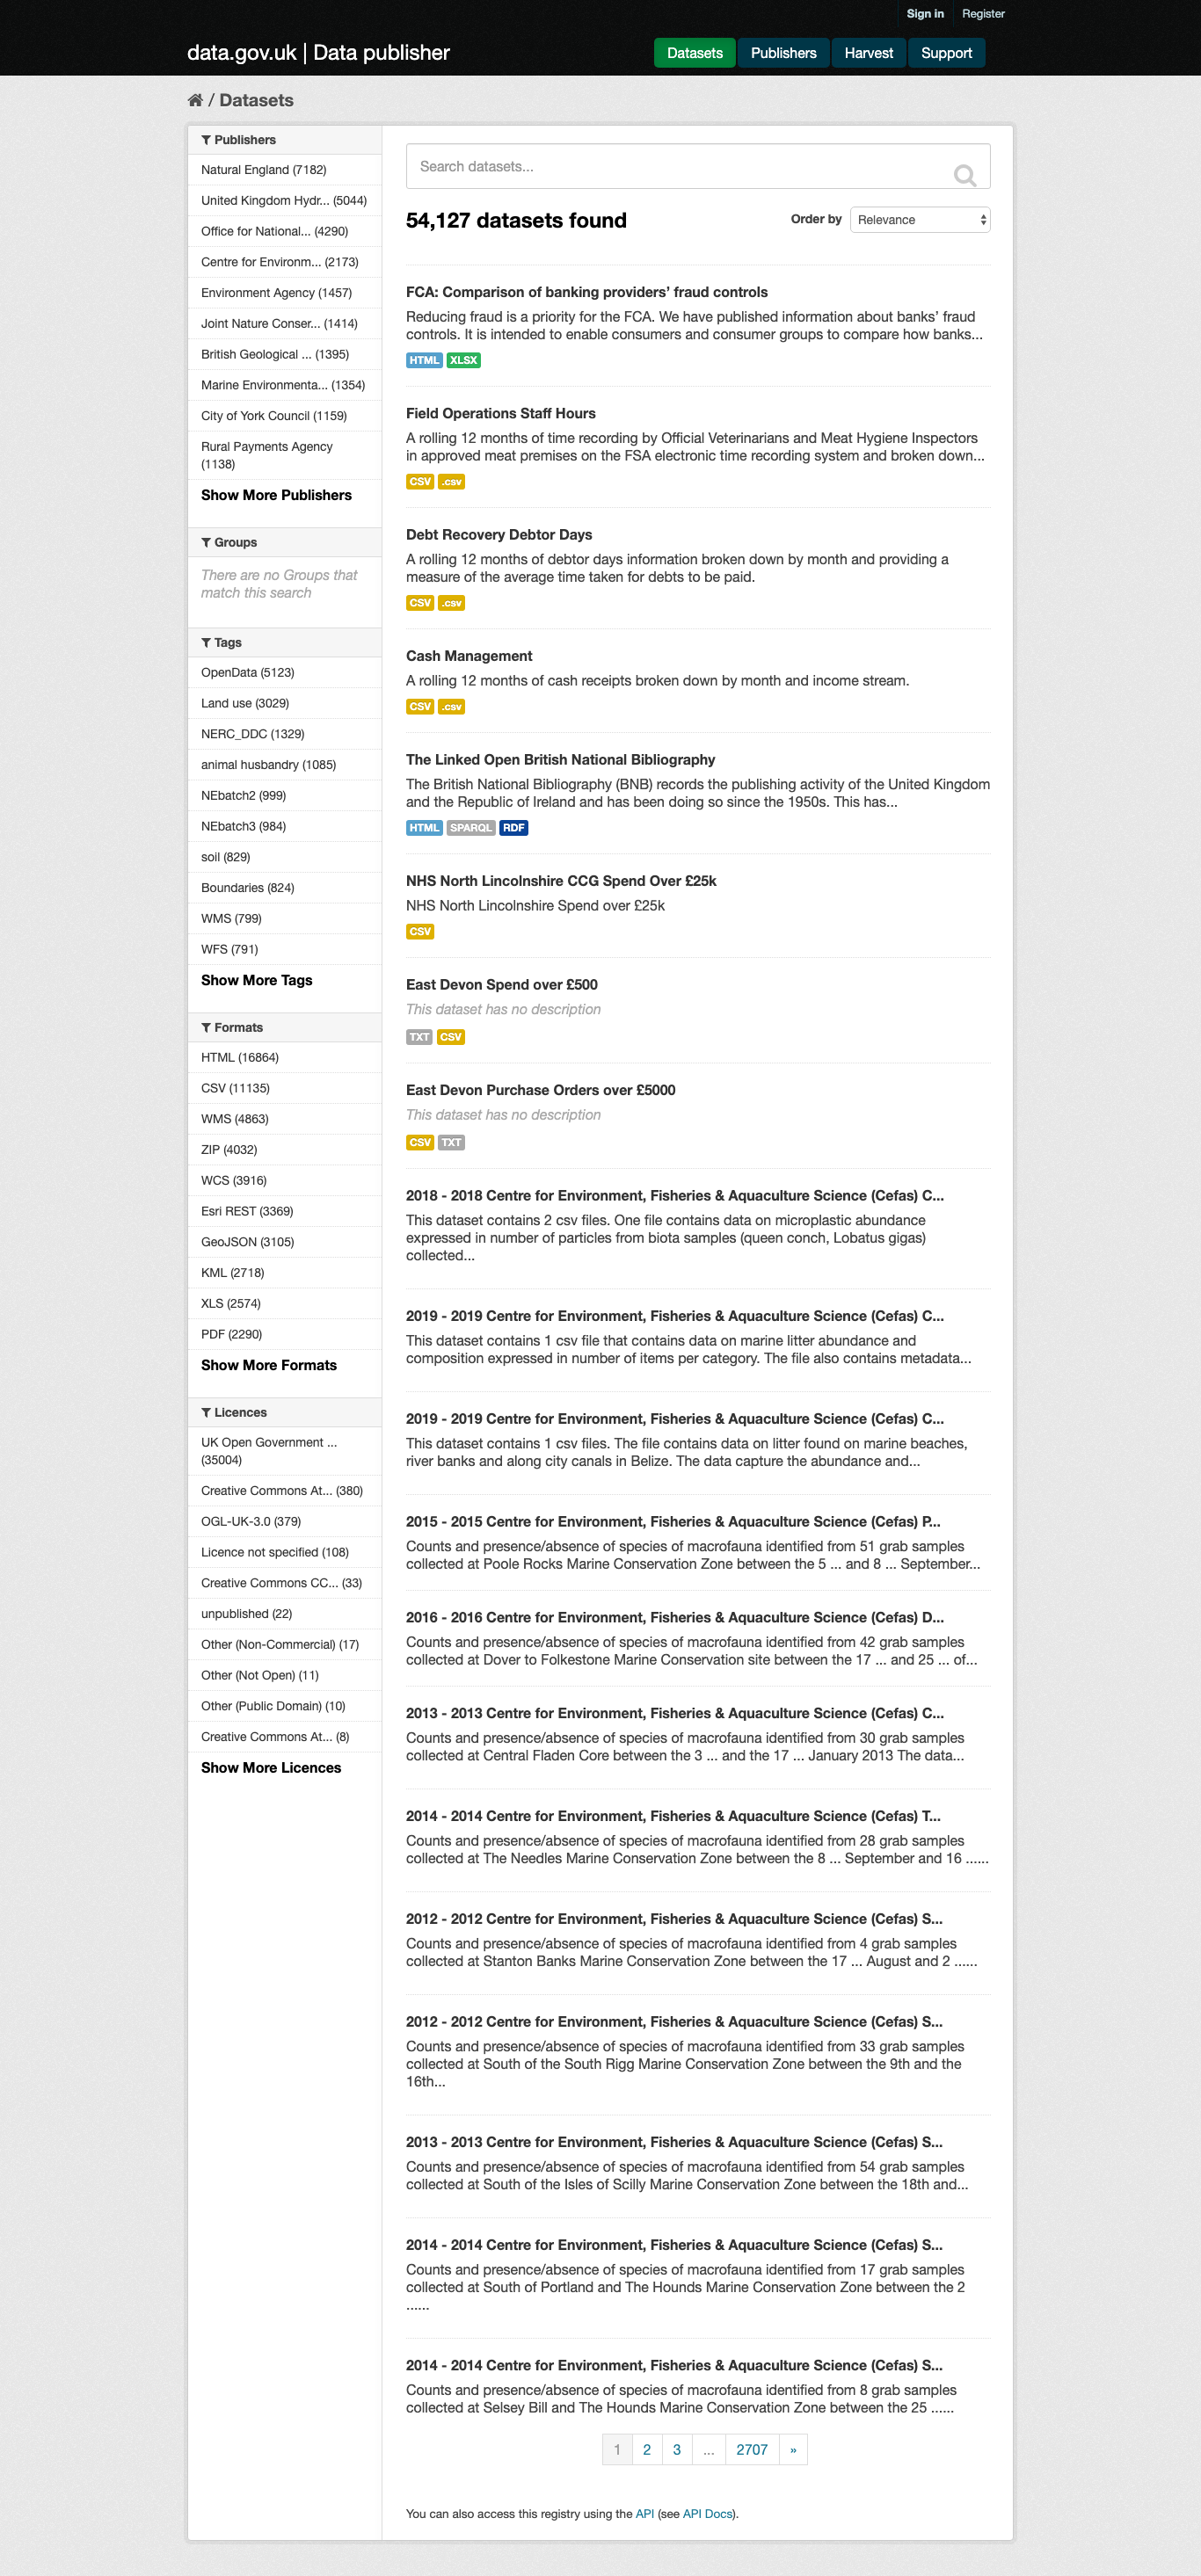 Sign in
Register
data.gov.uk | Data publisher
Datasets
Publishers
Harvest
Support
/ Datasets
Publishers
Natural England (7182)
United Kingdom Hydr... (5044)
Office for National... (4290)
Centre for Environm... (2173)
Environment Agency (1457)
Joint Nature Conser... (1414)
British Geological ... (1395)
Marine Environmenta... (1354)
City of York Council (1159)
Rural Payments Agency
(1138)
Show More Publishers
Groups
There are no Groups that
match this search
Tags
OpenData (5123)
Land use (3029)
NERC_DDC (1329)
animal husbandry (1085)
NEbatch2 (999)
NEbatch3 (984)
soil (829)
Boundaries (824)
WMS (799)
WFS (791)
Show More Tags
Formats
HTML (16864)
CSV (11135)
WMS (4863)
ZIP (4032)
WCS (3916)
Esri REST (3369)
GeoJSON (3105)
KML (2718)
XLS (2574)
PDF (2290)
Show More Formats
Licences
UK Open Government ...
(35004)
Creative Commons At... (380)
OGL-UK-3.0 (379)
Licence not specified (108)
Creative Commons CC... (33)
unpublished (22)
Other (Non-Commercial) (17)
Other (Not Open) (11)
Other (Public Domain) (10)
Creative Commons At... (8)
Show More Licences
Search datasets...
54,127 datasets found
Order by
Relevance
FCA: Comparison of banking providers’ fraud controls
Reducing fraud is a priority for the FCA. We have published information about banks’ fraud
controls. It is intended to enable consumers and consumer groups to compare how banks...
HTML XLSX
Field Operations Staff Hours
A rolling 12 months of time recording by Official Veterinarians and Meat Hygiene Inspectors
in approved meat premises on the FSA electronic time recording system and broken down...
CSV .csv
Debt Recovery Debtor Days
A rolling 12 months of debtor days information broken down by month and providing a
measure of the average time taken for debts to be paid.
CSV .csv
Cash Management
A rolling 12 months of cash receipts broken down by month and income stream.
CSV .csv
The Linked Open British National Bibliography
The British National Bibliography (BNB) records the publishing activity of the United Kingdom
and the Republic of Ireland and has been doing so since the 1950s. This has...
HTML SPARQL RDF
NHS North Lincolnshire CCG Spend Over £25k
NHS North Lincolnshire Spend over £25k
CSV
East Devon Spend over £500
This dataset has no description
TXT CSV
East Devon Purchase Orders over £5000
This dataset has no description
CSV TXT
2018 - 2018 Centre for Environment, Fisheries & Aquaculture Science (Cefas) C...
This dataset contains 2 csv files. One file contains data on microplastic abundance
expressed in number of particles from biota samples (queen conch, Lobatus gigas)
collected...
2019 - 2019 Centre for Environment, Fisheries & Aquaculture Science (Cefas) C...
This dataset contains 1 csv file that contains data on marine litter abundance and
composition expressed in number of items per category. The file also contains metadata...
2019 - 2019 Centre for Environment, Fisheries & Aquaculture Science (Cefas) C...
This dataset contains 1 csv files. The file contains data on litter found on marine beaches,
river banks and along city canals in Belize. The data capture the abundance and...
2015 - 2015 Centre for Environment, Fisheries & Aquaculture Science (Cefas) P...
Counts and presence/absence of species of macrofauna identified from 51 grab samples
collected at Poole Rocks Marine Conservation Zone between the 5 ... and 8 ... September...
2016 - 2016 Centre for Environment, Fisheries & Aquaculture Science (Cefas) D...
Counts and presence/absence of species of macrofauna identified from 42 grab samples
collected at Dover to Folkestone Marine Conservation site between the 17 ... and 25 ... of...
2013 - 2013 Centre for Environment, Fisheries & Aquaculture Science (Cefas) C...
Counts and presence/absence of species of macrofauna identified from 30 grab samples
collected at Central Fladen Core between the 3 ... and the 17 ... January 2013 The data...
2014 - 2014 Centre for Environment, Fisheries & Aquaculture Science (Cefas) T...
Counts and presence/absence of species of macrofauna identified from 28 grab samples
collected at The Needles Marine Conservation Zone between the 8 ... September and 16 ......
2012 - 2012 Centre for Environment, Fisheries & Aquaculture Science (Cefas) S...
Counts and presence/absence of species of macrofauna identified from 4 grab samples
collected at Stanton Banks Marine Conservation Zone between the 17 ... August and 2 ......
2012 - 2012 Centre for Environment, Fisheries & Aquaculture Science (Cefas) S...
Counts and presence/absence of species of macrofauna identified from 33 grab samples
collected at South of the South Rigg Marine Conservation Zone between the 9th and the
16th...
2013 - 2013 Centre for Environment, Fisheries & Aquaculture Science (Cefas) S...
Counts and presence/absence of species of macrofauna identified from 54 grab samples
collected at South of the Isles of Scilly Marine Conservation Zone between the 18th and...
2014 - 2014 Centre for Environment, Fisheries & Aquaculture Science (Cefas) S...
Counts and presence/absence of species of macrofauna identified from 17 grab samples
collected at South of Portland and The Hounds Marine Conservation Zone between the 2
......
2014 - 2014 Centre for Environment, Fisheries & Aquaculture Science (Cefas) S...
Counts and presence/absence of species of macrofauna identified from 8 grab samples
collected at Selsey Bill and The Hounds Marine Conservation Zone between the 25 ......
1 2 3 ... 2707 »
You can also access this registry using the API (see API Docs).